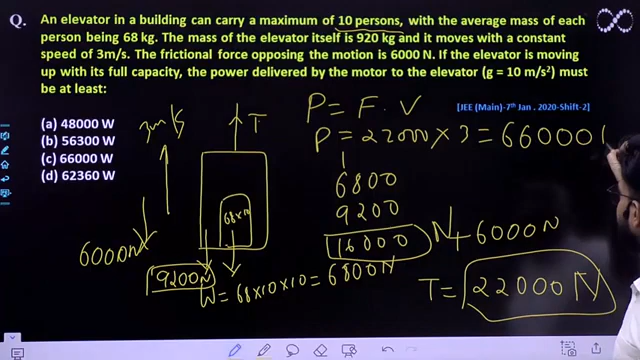 Q. An elevator in a building can carry a maximum of 10 persons, with the average mass of each
person being 68 kg. The mass of the elevator itself is 920 kg and it moves with a constant
speed of 3m/s. The frictional force opposing the motion is 6000 N. If the elevator is moving
up with its full capacity, the power delivered by the motor to the elevator (g = 10 m/s²) must
be at least:
[JEE (Main)-7th Jan . 2020-Shift-2]
(a) 48000 W
(b) 56300 W
(c) 66000 W
(d) 62360 W
3m/s
T
P = F . V
P = 22000 × 3 = 66000
6800
9200
16000 N + 6000N
68×10
6000N
9200N
W = 68×10×10 = 6800N
T = 22000 N